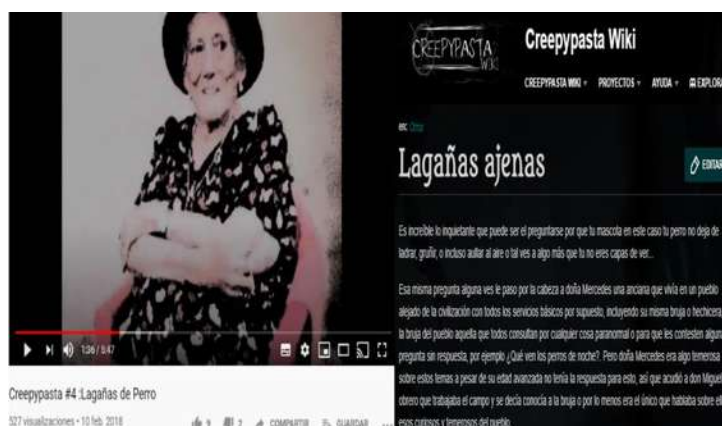 1:36 / 5:47
Creepypasta #4 :Lagañas de Perro
527 visualizaciones • 10 feb. 2018
3
2
COMPARTIR
GUARDAR
CREEPYPASTA
WIKI
Creepypasta Wiki
CREEPYPASTA WIKI
PROYECTOS
AYUDA
EXPLORA
en: Otros
Lagañas ajenas
EDITAR
Es increíble lo inquietante que puede ser el preguntarse por que tu mascota en este caso tu perro no deja de
ladrar, gruñir, o incluso aullar al aire o tal ves a algo más que tu no eres capas de ver...
Esa misma pregunta alguna ves le paso por la cabeza a doña Mercedes una anciana que vivía en un pueblo
alejado de la civilización con todos los servicios básicos por supuesto, incluyendo su misma bruja o hechicera,
la bruja del pueblo aquella que todos consultan por cualquier cosa paranormal o para que les contesten alguna
pregunta sin respuesta, por ejemplo ¿Qué ven los perros de noche? Pero doña Mercedes era algo temerosa
sobre estos temas a pesar de su edad avanzada no tenía la respuesta para esto, así que acudió a don Miguel
obrero que trabajaba el campo y se decía conocía a la bruja o por lo menos era el único que hablaba sobre ella
esos curiosos y temerosos del pueblo.